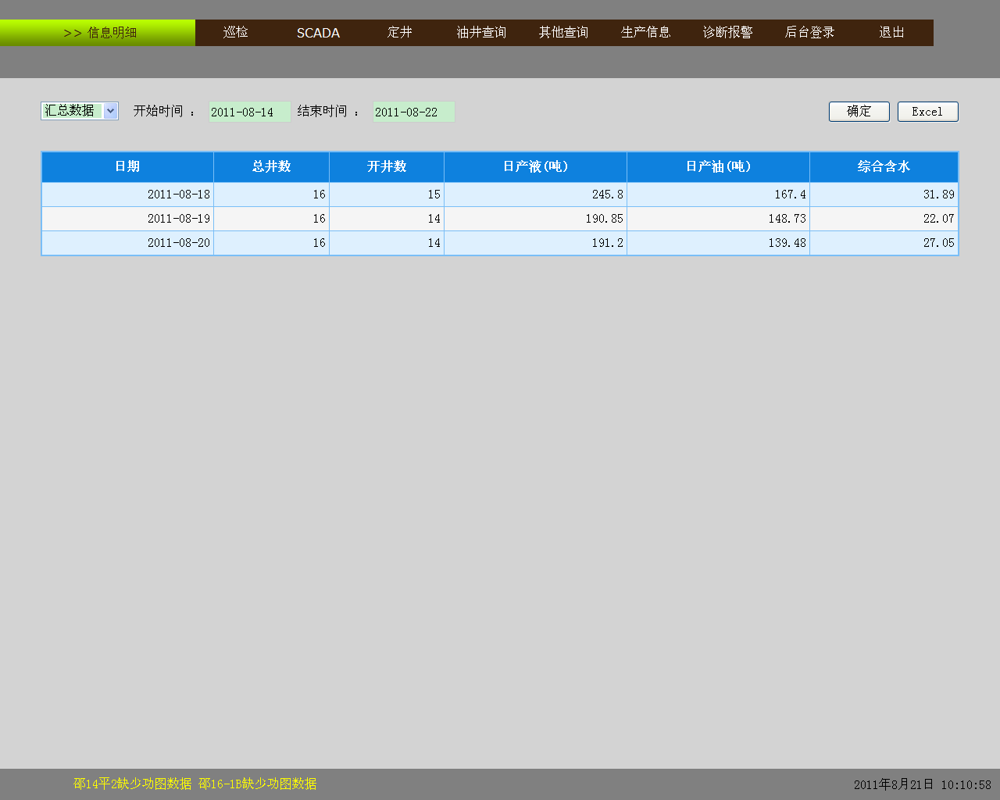 >> 信息明细 巡检 SCADA 定井 油井查询 其他查询 生产信息 诊断报警 后台登录 退出
汇总数据 开始时间 : 2011-08-14 结束时间 : 2011-08-22 确定 Excel
日期 总井数 开井数 日产液(吨) 日产油(吨) 综合含水
2011-08-18 16 15 245.8 167.4 31.89
2011-08-19 16 14 190.85 148.73 22.07
2011-08-20 16 14 191.2 139.48 27.05
邵14平2缺少功图数据 邵16-1B缺少功图数据 2011年8月21日 10:10:58